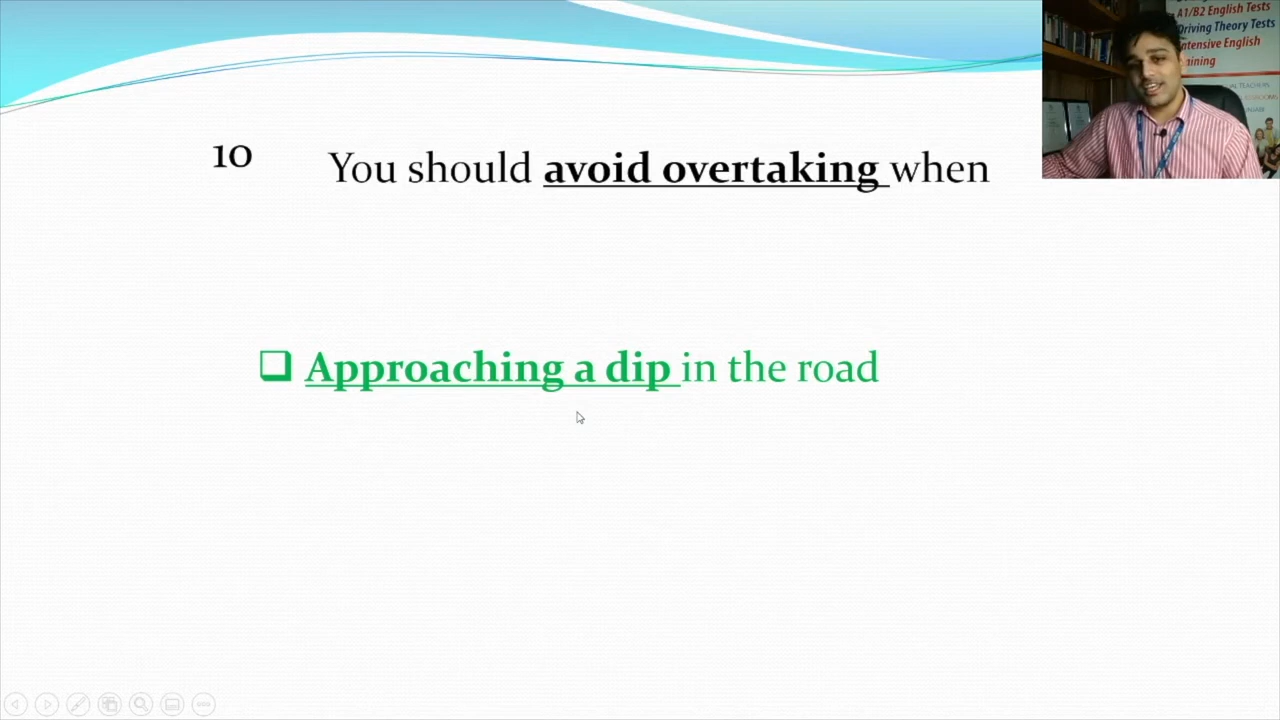 A1/B2 English Tests
Driving Theory Tests
Intensive English
10
You should avoid overtaking when
❑ Approaching a dip in the road